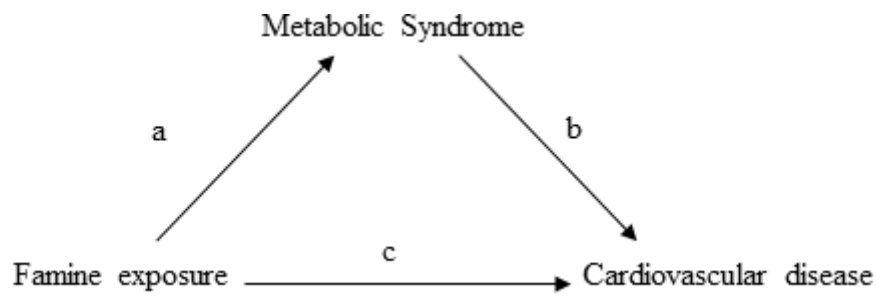 Metabolic Syndrome
a
b
c
Famine exposure
Cardiovascular disease